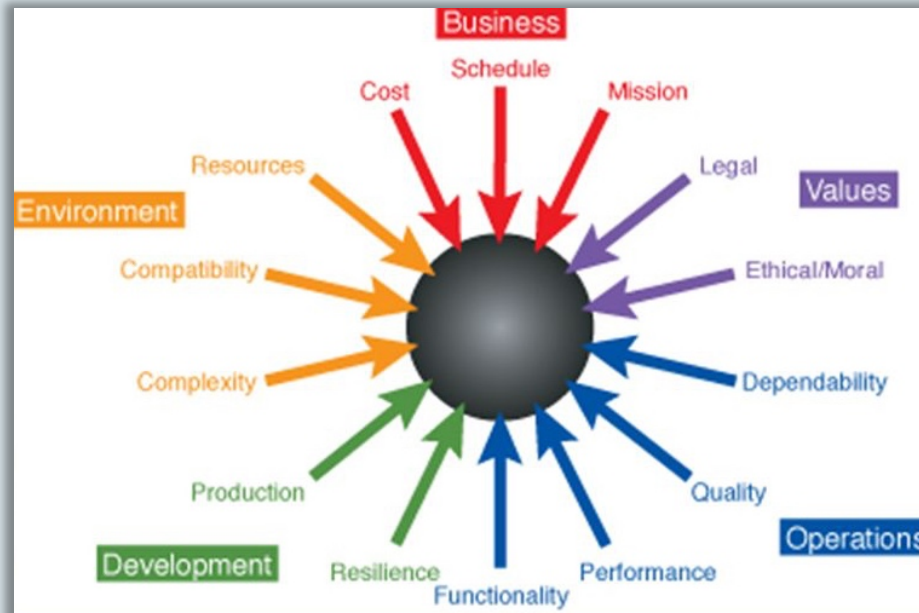 Business
Schedule
Cost
Mission
Resources
Legal
Environment
Values
Compatibility
Ethical/Moral
Complexity
Dependability
Production
Quality
Development
Operations
Resilience
Performance
Functionality